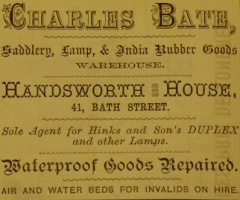 CHARLES BATE,
Saddlery, Lamp, & India Rubber Goods
WAREHOUSE.
HANDSWORTH HOUSE,
41, BATH STREET.
Sole Agent for Hinks and Son's DUPLEX
and other Lamps.
Waterproof Goods Repaired.
AIR AND WATER BEDS FOR INVALIDS ON HIRE.